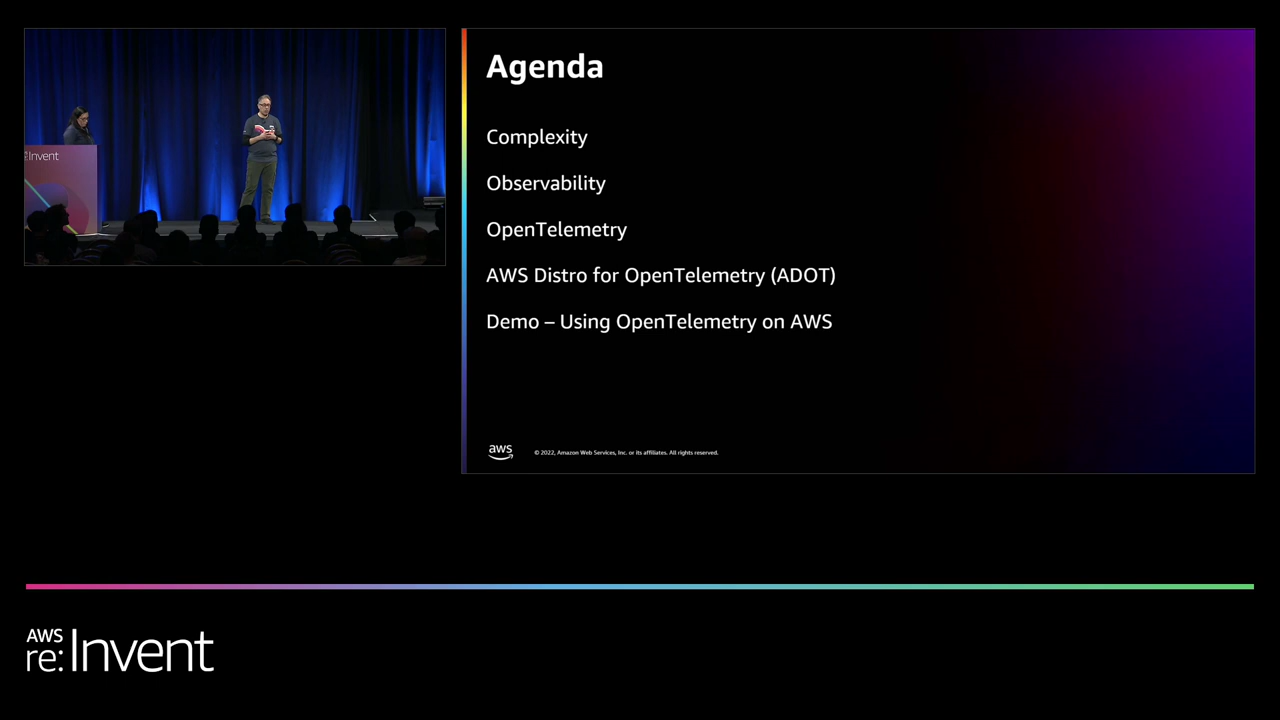 :Invent
Agenda
Complexity
Observability
OpenTelemetry
AWS Distro for OpenTelemetry (ADOT)
Demo – Using OpenTelemetry on AWS
aws
© 2022, Amazon Web Services, Inc. or its affiliates. All rights reserved.
AWS
re:Invent